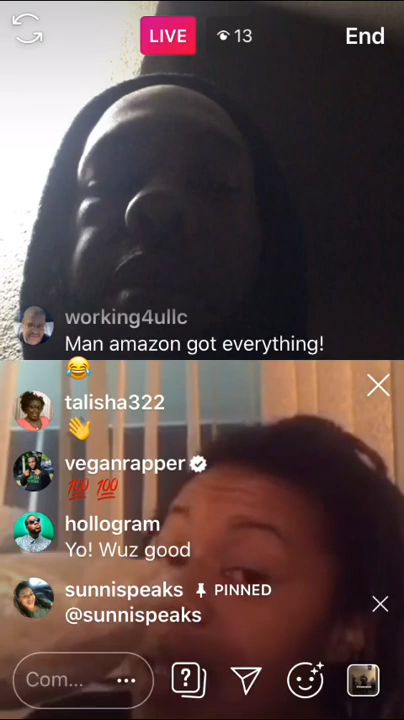 LIVE
13
End
working4ullc
Man amazon got everything!
😂
talisha322
👋
veganrapper
💯 💯
hollogram
Yo! Wuz good
sunnispeaks PINNED
@sunnispeaks
Com...